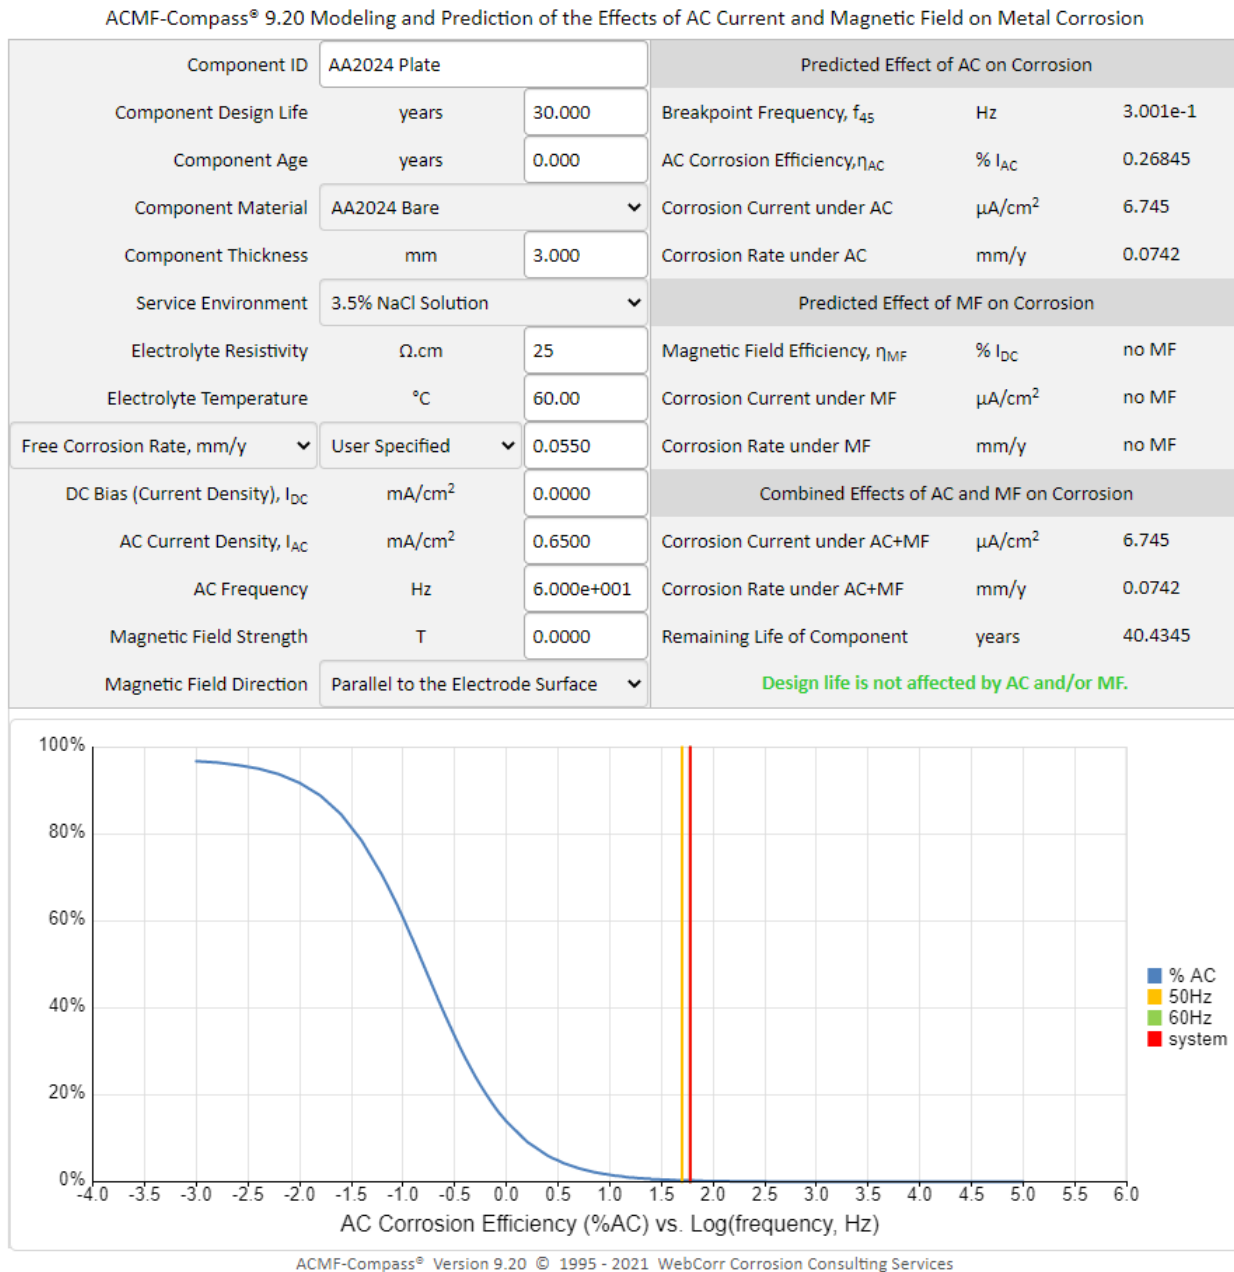 ACMF-Compass® 9.20 Modeling and Prediction of the Effects of AC Current and Magnetic Field on Metal Corrosion
Component ID AA2024 Plate Predicted Effect of AC on Corrosion
Component Design Life years 30.000 Breakpoint Frequency, f45 Hz 3.001e-1
Component Age years 0.000 AC Corrosion Efficiency,ηAC % IAC 0.26845
Component Material AA2024 Bare Corrosion Current under AC µA/cm² 6.745
Component Thickness mm 3.000 Corrosion Rate under AC mm/y 0.0742
Service Environment 3.5% NaCl Solution Predicted Effect of MF on Corrosion
Electrolyte Resistivity Ω.cm 25 Magnetic Field Efficiency, ηMF % IDC no MF
Electrolyte Temperature °C 60.00 Corrosion Current under MF µA/cm² no MF
Free Corrosion Rate, mm/y User Specified 0.0550 Corrosion Rate under MF mm/y no MF
DC Bias (Current Density), IDC mA/cm² 0.0000 Combined Effects of AC and MF on Corrosion
AC Current Density, IAC mA/cm² 0.6500 Corrosion Current under AC+MF µA/cm² 6.745
AC Frequency Hz 6.000e+001 Corrosion Rate under AC+MF mm/y 0.0742
Magnetic Field Strength T 0.0000 Remaining Life of Component years 40.4345
Magnetic Field Direction Parallel to the Electrode Surface Design life is not affected by AC and/or MF.
100%
80%
60%
40%
20%
0%
-4.0 -3.5 -3.0 -2.5 -2.0 -1.5 -1.0 -0.5 0.0 0.5 1.0 1.5 2.0 2.5 3.0 3.5 4.0 4.5 5.0 5.5 6.0
% AC
50Hz
60Hz
system
AC Corrosion Efficiency (%AC) vs. Log(frequency, Hz)
ACMF-Compass® Version 9.20 © 1995 - 2021 WebCorr Corrosion Consulting Services